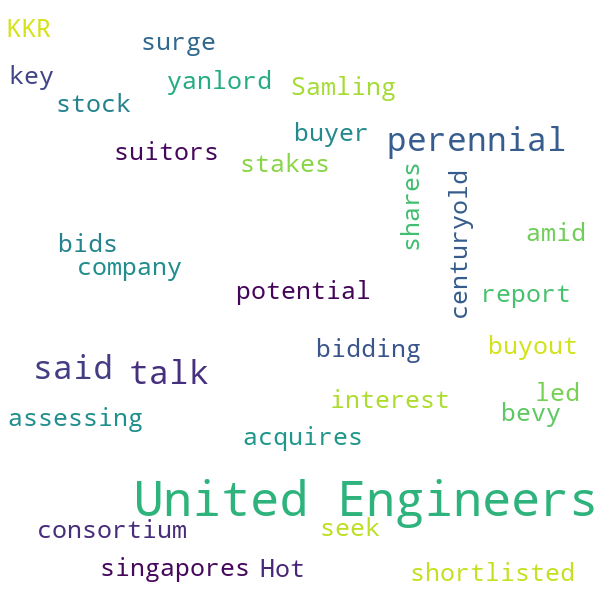 KKR
surge
key
yanlord
Samling
stock
buyer
perennial
suitors
stakes
shares
centuryold
amid
bids
company
potential
report
bidding
buyout
said
talk
interest
led
bevy
assessing
acquires
United Engineers
consortium
seek
singapores
Hot
shortlisted